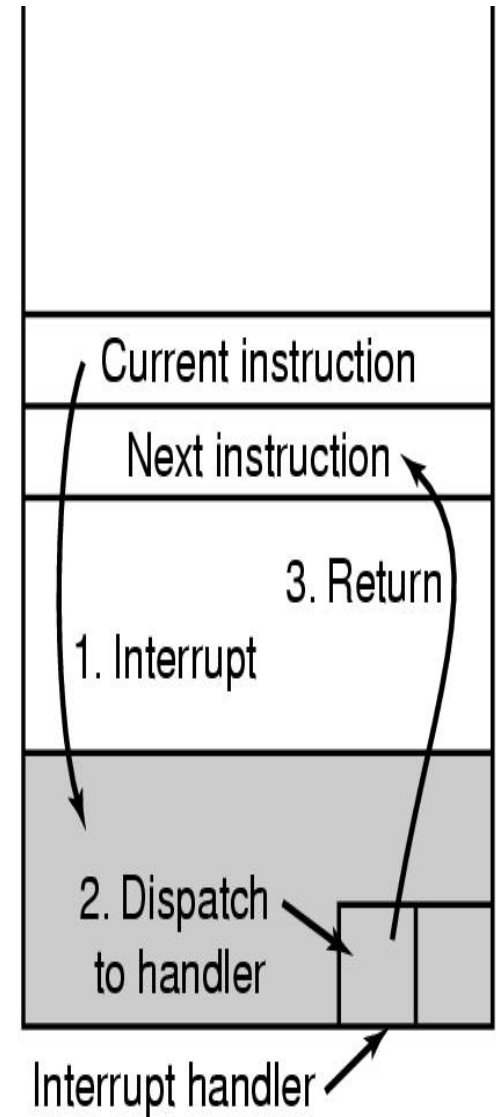 Current instruction
Next instruction
3. Return
1. Interrupt
2. Dispatch
to handler
Interrupt handler